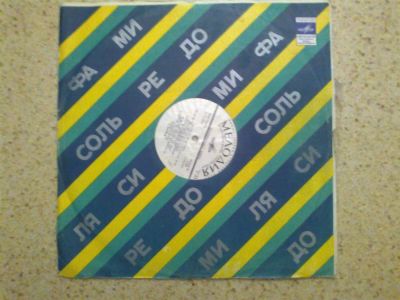 ФА МИ
СОЛЬ РЕ ДО
ЛЯ СИ МИ ФА
МЕЛОДИЯ
РЕ ДО СОЛЬ
МИ ЛЯ СИ
ДО